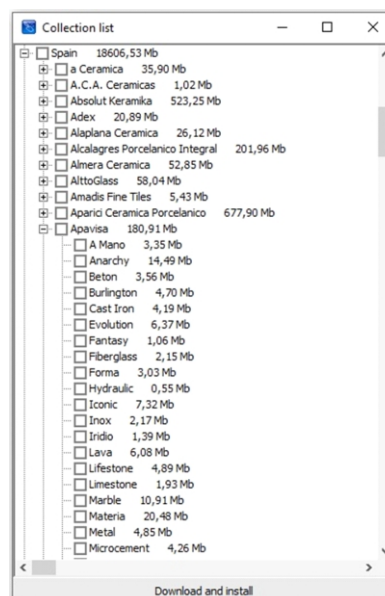 Collection list
Spain 18606,53 Mb
a Ceramica 35,90 Mb
A.C.A. Ceramicas 1,02 Mb
Absolut Keramika 523,25 Mb
Adex 20,89 Mb
Alaplana Ceramica 26,12 Mb
Alcalagres Porcelanico Integral 201,96 Mb
Almera Ceramica 52,85 Mb
AlttoGlass 58,04 Mb
Amadis Fine Tiles 5,43 Mb
Aparici Ceramica Porcelanico 677,90 Mb
Apavisa 180,91 Mb
A Mano 3,35 Mb
Anarchy 14,49 Mb
Beton 3,56 Mb
Burlington 4,70 Mb
Cast Iron 4,19 Mb
Evolution 6,37 Mb
Fantasy 1,06 Mb
Fiberglass 2,15 Mb
Forma 3,03 Mb
Hydraulic 0,55 Mb
Iconic 7,32 Mb
Inox 2,17 Mb
Iridio 1,39 Mb
Lava 6,08 Mb
Lifestone 4,89 Mb
Limestone 1,93 Mb
Marble 10,91 Mb
Materia 20,48 Mb
Metal 4,85 Mb
Microcement 4,26 Mb
Download and install